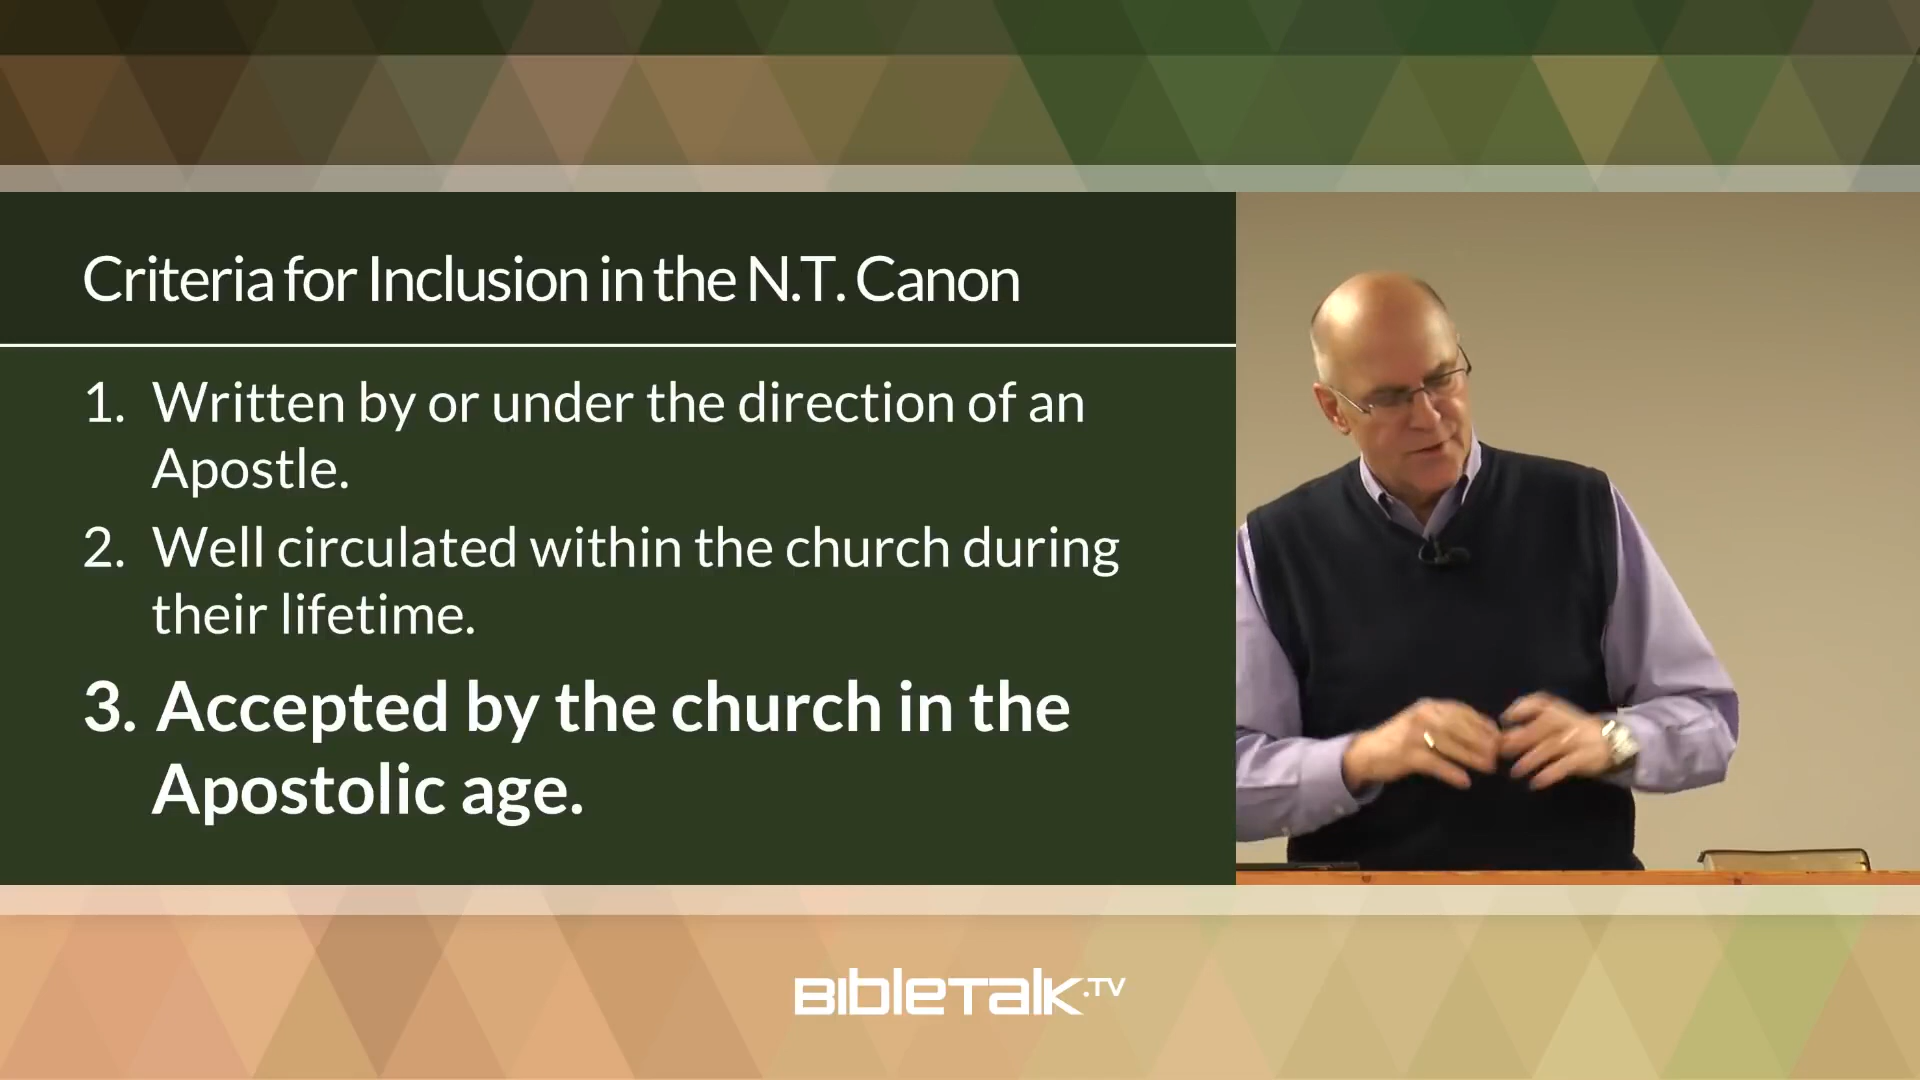 Criteria for Inclusion in the N.T. Canon
1. Written by or under the direction of an
Apostle.
2. Well circulated within the church during
their lifetime.
3. Accepted by the church in the
Apostolic age.
BibleTalk.TV